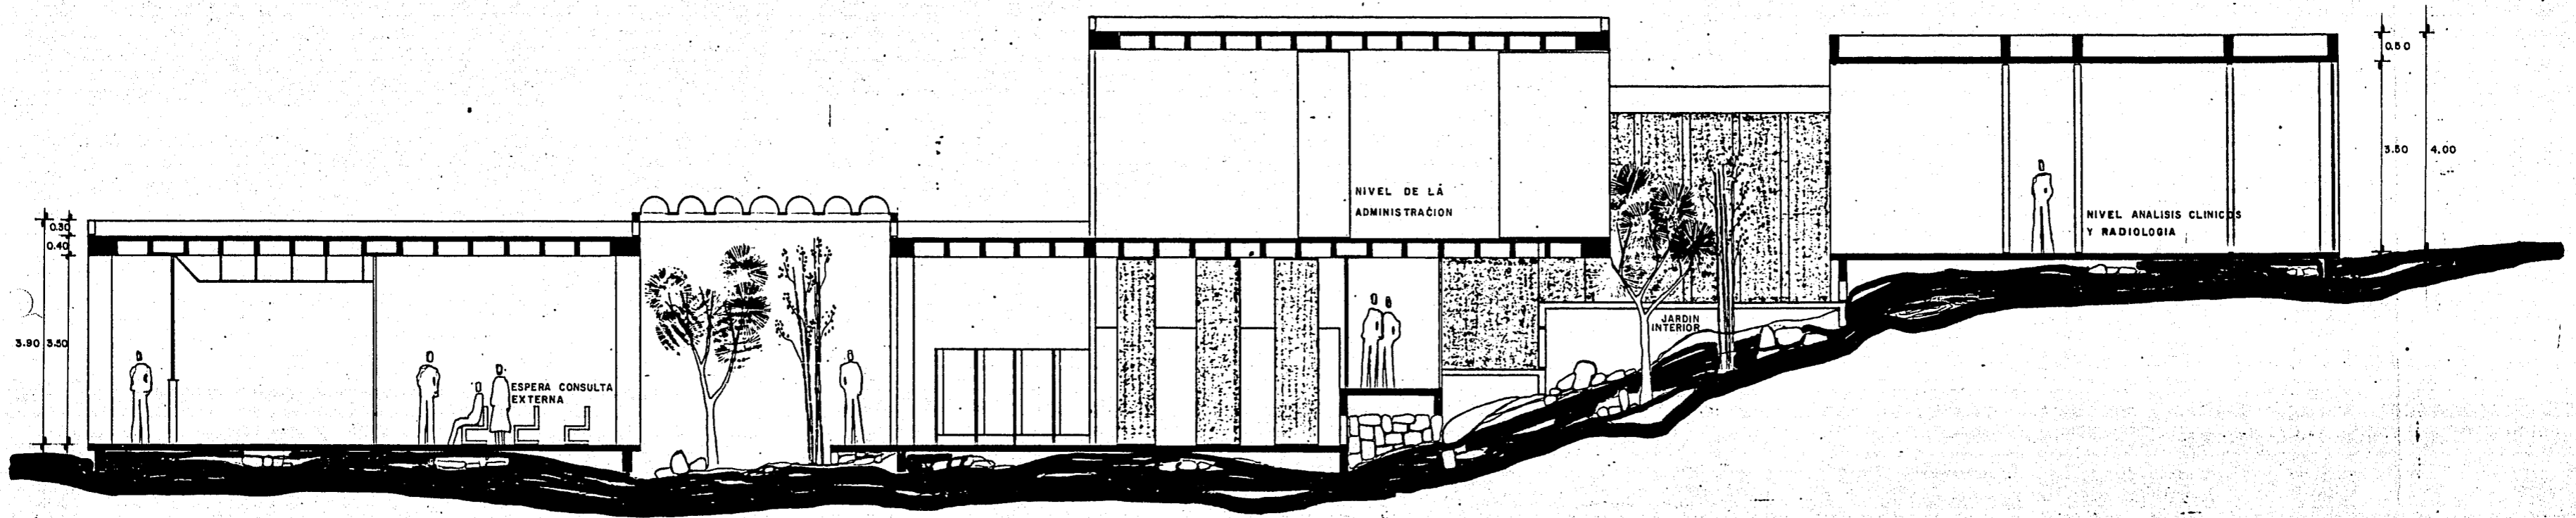 0.30
0.40
3.90 3.50
ESPERA CONSULTA
EXTERNA
NIVEL DE LÁ
ADMINISTRACION
JARDIN
INTERIOR
NIVEL ANALISIS CLINICOS
Y RADIOLOGIA
0.50
3.50 4.00